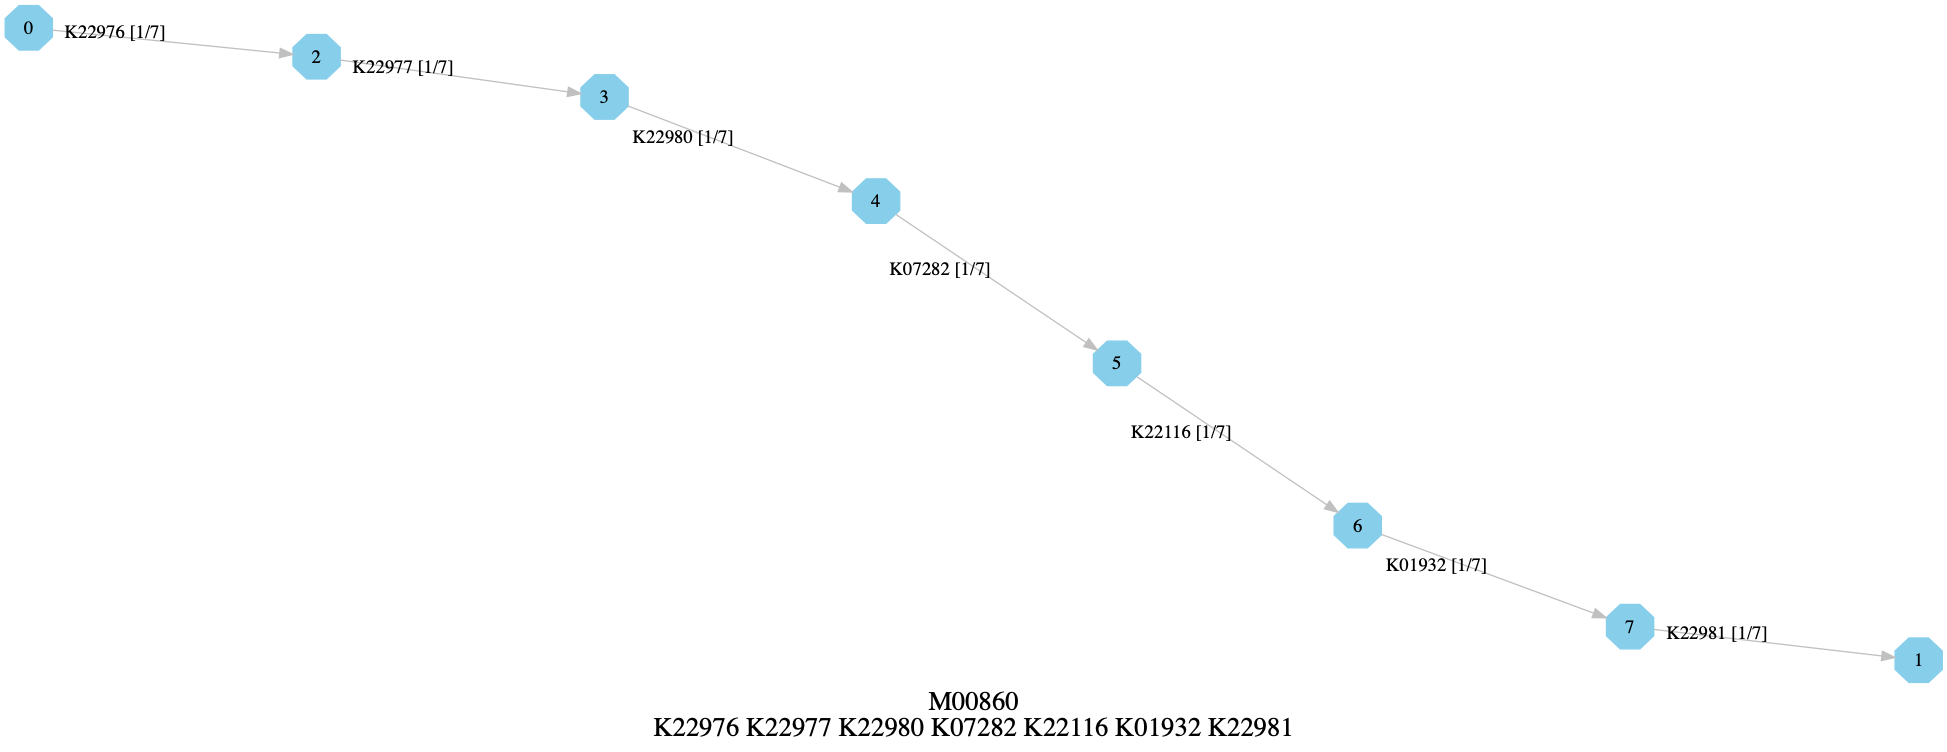 0
K22976 [1/7]
2
K22977 [1/7]
3
K22980 [1/7]
4
K07282 [1/7]
5
K22116 [1/7]
6
K01932 [1/7]
7
K22981 [1/7]
1
M00860
K22976 K22977 K22980 K07282 K22116 K01932 K22981